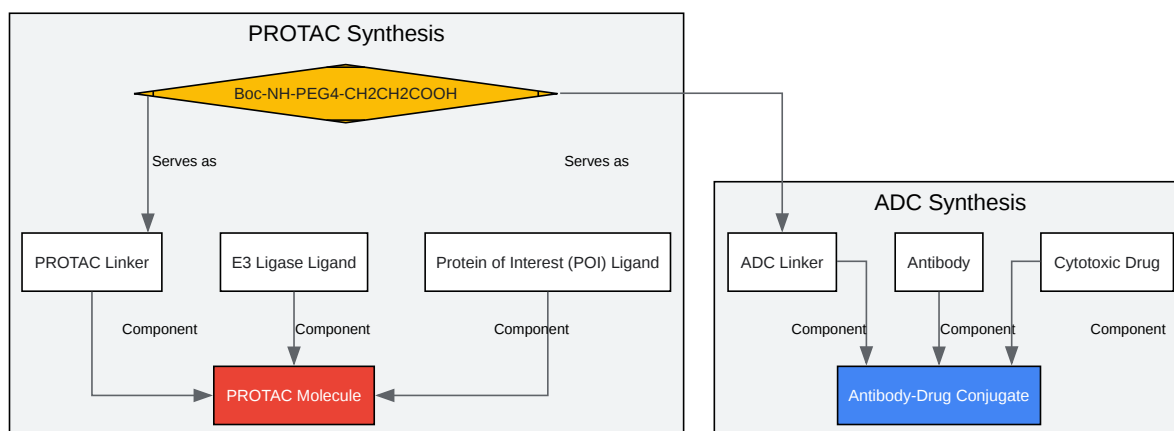 PROTAC Synthesis
Boc-NH-PEG4-CH2CH2COOH
Serves as
Serves as
PROTAC Linker
E3 Ligase Ligand
Protein of Interest (POI) Ligand
Component
Component
Component
PROTAC Molecule
ADC Synthesis
ADC Linker
Antibody
Cytotoxic Drug
Component
Component
Component
Antibody-Drug Conjugate